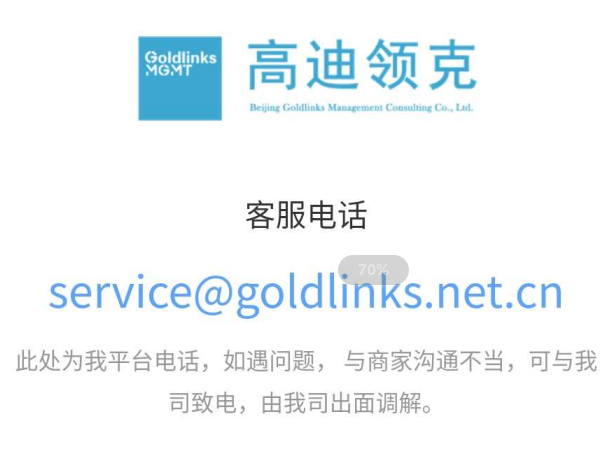 Goldlinks
MGMT
高迪领克
Beijing Goldlinks Management Consulting Co., Ltd.
客服电话
70%
service@goldlinks.net.cn
此处为我平台电话，如遇问题， 与商家沟通不当，可与我
司致电，由我司出面调解。